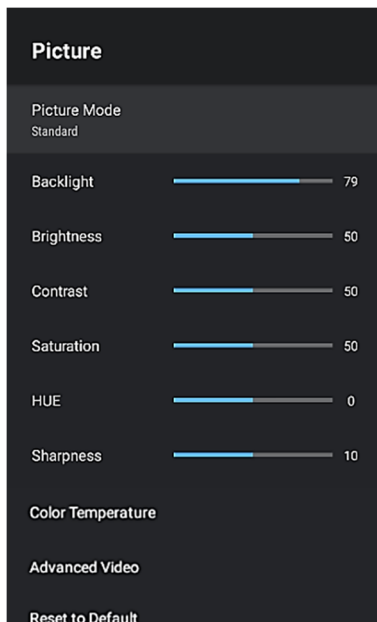 Picture
Picture Mode
Standard
Backlight 79
Brightness 50
Contrast 50
Saturation 50
HUE 0
Sharpness 10
Color Temperature
Advanced Video
Reset to Default